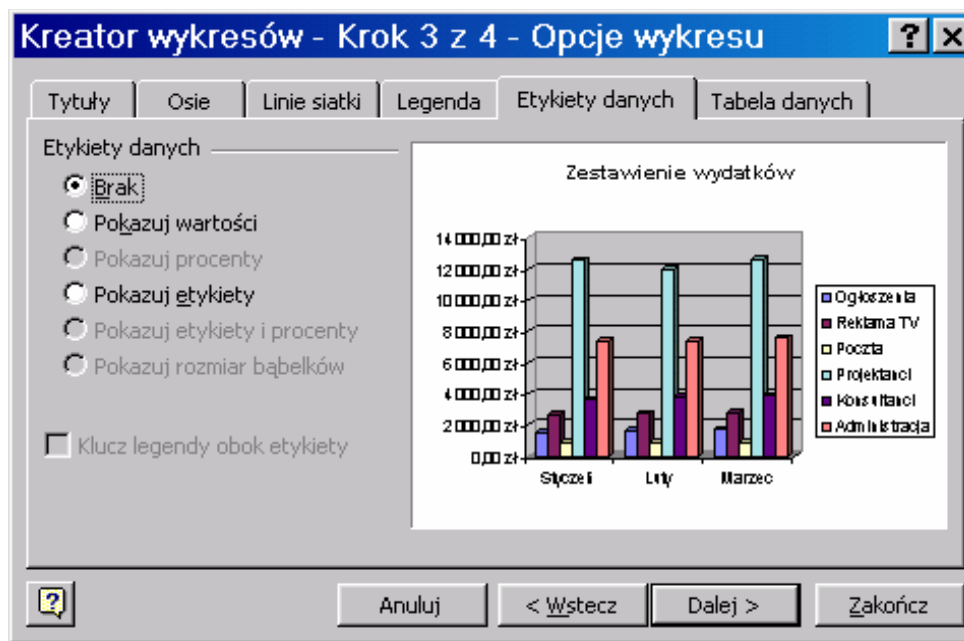 Kreator wykresów - Krok 3 z 4 - Opcje wykresu
Tytuły Osie Linie siatki Legenda Etykiety danych Tabela danych
Etykiety danych
Brak
Pokazuj wartości
Pokazuj procenty
Pokazuj etykiety
Pokazuj etykiety i procenty
Pokazuj rozmiar bąbelków
Klucz legendy obok etykiety
Zestawienie wydatków
14 000,00 zł
12 000,00 zł
10 000,00 zł
8 000,00 zł
6 000,00 zł
4 000,00 zł
2 000,00 zł
0,00 zł
Styczeń Luty Marzec
Ogłoszenia
Reklama TV
Poczta
Projektanci
Konsultanci
Administracja
Anuluj < Wstecz Dalej > Zakończ